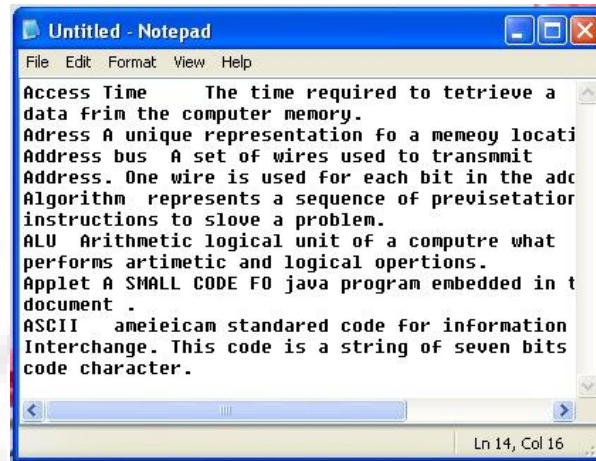 Untitled - Notepad
File Edit Format View Help
Access Time The time required to tetrieve a
data frim the computer memory.
Adress A unique representation fo a memeoy locati
Address bus A set of wires used to transmmit
Address. One wire is used for each bit in the add
Algorithm represents a sequence of previsetation
instructions to slove a problem.
ALU Arithmetic logical unit of a computre what
performs artimetic and logical opertions.
Applet A SMALL CODE FO java program embedded in t
document .
ASCII ameieicam standared code for information
Interchange. This code is a string of seven bits
code character.
Ln 14, Col 16